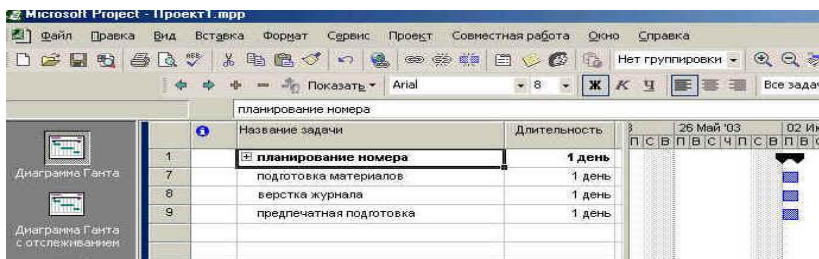 Microsoft Project - Проект1.mpp
Файл Правка Вид Вставка Формат Сервис Проект Совместная работа Окно Справка
Нет группировки
Показать Arial 8 Ж К Ч Все зада
планирование номера
Название задачи Длительность 26 Май '03 02 Ию
П С В П В С Ч П С В П В С
1 планирование номера 1 день
7 подготовка материалов 1 день
8 верстка журнала 1 день
9 предпечатная подготовка 1 день
Диаграмма Ганта
Диаграмма Ганта
с отслеживанием